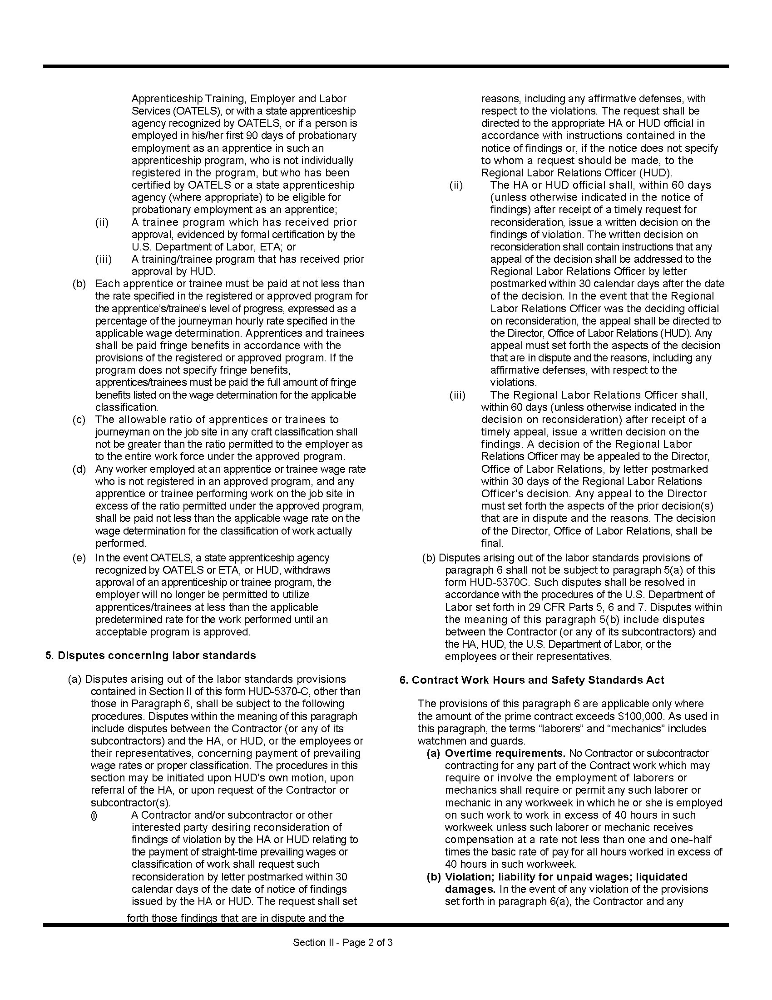 Apprenticeship Training, Employer and Labor
Services (OATELS), or with a state apprenticeship
agency recognized by OATELS, or if a person is
employed in his/her first 90 days of probationary
employment as an apprentice in such an
apprenticeship program, who is not individually
registered in the program, but who has been
certified by OATELS or a state apprenticeship
agency (where appropriate) to be eligible for
probationary employment as an apprentice;
(ii) A trainee program which has received prior
approval, evidenced by formal certification by the
U.S. Department of Labor, ETA; or
(iii) A training/trainee program that has received prior
approval by HUD.
(b) Each apprentice or trainee must be paid at not less than
the rate specified in the registered or approved program for
the apprentice’s/trainee’s level of progress, expressed as a
percentage of the journeyman hourly rate specified in the
applicable wage determination. Apprentices and trainees
shall be paid fringe benefits in accordance with the
provisions of the registered or approved program. If the
program does not specify fringe benefits,
apprentices/trainees must be paid the full amount of fringe
benefits listed on the wage determination for the applicable
classification.
(c) The allowable ratio of apprentices or trainees to
journeyman on the job site in any craft classification shall
not be greater than the ratio permitted to the employer as
to the entire work force under the approved program.
(d) Any worker employed at an apprentice or trainee wage rate
who is not registered in an approved program, and any
apprentice or trainee performing work on the job site in
excess of the ratio permitted under the approved program,
shall be paid not less than the applicable wage rate on the
wage determination for the classification of work actually
performed.
(e) In the event OATELS, a state apprenticeship agency
recognized by OATELS or ETA, or HUD, withdraws
approval of an apprenticeship or trainee program, the
employer will no longer be permitted to utilize
apprentices/trainees at less than the applicable
predetermined rate for the work performed until an
acceptable program is approved.
5. Disputes concerning labor standards
(a) Disputes arising out of the labor standards provisions
contained in Section II of this form HUD-5370-C, other than
those in Paragraph 6, shall be subject to the following
procedures. Disputes within the meaning of this paragraph
include disputes between the Contractor (or any of its
subcontractors) and the HA, or HUD, or the employees or
their representatives, concerning payment of prevailing
wage rates or proper classification. The procedures in this
section may be initiated upon HUD’s own motion, upon
referral of the HA, or upon request of the Contractor or
subcontractor(s).
(i) A Contractor and/or subcontractor or other
interested party desiring reconsideration of
findings of violation by the HA or HUD relating to
the payment of straight-time prevailing wages or
classification of work shall request such
reconsideration by letter postmarked within 30
calendar days of the date of notice of findings
issued by the HA or HUD. The request shall set
forth those findings that are in dispute and the
reasons, including any affirmative defenses, with
respect to the violations. The request shall be
directed to the appropriate HA or HUD official in
accordance with instructions contained in the
notice of findings or, if the notice does not specify
to whom a request should be made, to the
Regional Labor Relations Officer (HUD).
(ii) The HA or HUD official shall, within 60 days
(unless otherwise indicated in the notice of
findings) after receipt of a timely request for
reconsideration, issue a written decision on the
findings of violation. The written decision on
reconsideration shall contain instructions that any
appeal of the decision shall be addressed to the
Regional Labor Relations Officer by letter
postmarked within 30 calendar days after the date
of the decision. In the event that the Regional
Labor Relations Officer was the deciding official
on reconsideration, the appeal shall be directed to
the Director, Office of Labor Relations (HUD). Any
appeal must set forth the aspects of the decision
that are in dispute and the reasons, including any
affirmative defenses, with respect to the
violations.
(iii) The Regional Labor Relations Officer shall,
within 60 days (unless otherwise indicated in the
decision on reconsideration) after receipt of a
timely appeal, issue a written decision on the
findings. A decision of the Regional Labor
Relations Officer may be appealed to the Director,
Office of Labor Relations, by letter postmarked
within 30 days of the Regional Labor Relations
Officer’s decision. Any appeal to the Director
must set forth the aspects of the prior decision(s)
that are in dispute and the reasons. The decision
of the Director, Office of Labor Relations, shall be
final.
(b) Disputes arising out of the labor standards provisions of
paragraph 6 shall not be subject to paragraph 5(a) of this
form HUD-5370C. Such disputes shall be resolved in
accordance with the procedures of the U.S. Department of
Labor set forth in 29 CFR Parts 5, 6 and 7. Disputes within
the meaning of this paragraph 5(b) include disputes
between the Contractor (or any of its subcontractors) and
the HA, HUD, the U.S. Department of Labor, or the
employees or their representatives.
6. Contract Work Hours and Safety Standards Act
The provisions of this paragraph 6 are applicable only where
the amount of the prime contract exceeds $100,000. As used in
this paragraph, the terms “laborers” and “mechanics” includes
watchmen and guards.
(a) Overtime requirements. No Contractor or subcontractor
contracting for any part of the Contract work which may
require or involve the employment of laborers or
mechanics shall require or permit any such laborer or
mechanic in any workweek in which he or she is employed
on such work to work in excess of 40 hours in such
workweek unless such laborer or mechanic receives
compensation at a rate not less than one and one-half
times the basic rate of pay for all hours worked in excess of
40 hours in such workweek.
(b) Violation; liability for unpaid wages; liquidated
damages. In the event of any violation of the provisions
set forth in paragraph 6(a), the Contractor and any
Section II - Page 2 of 3